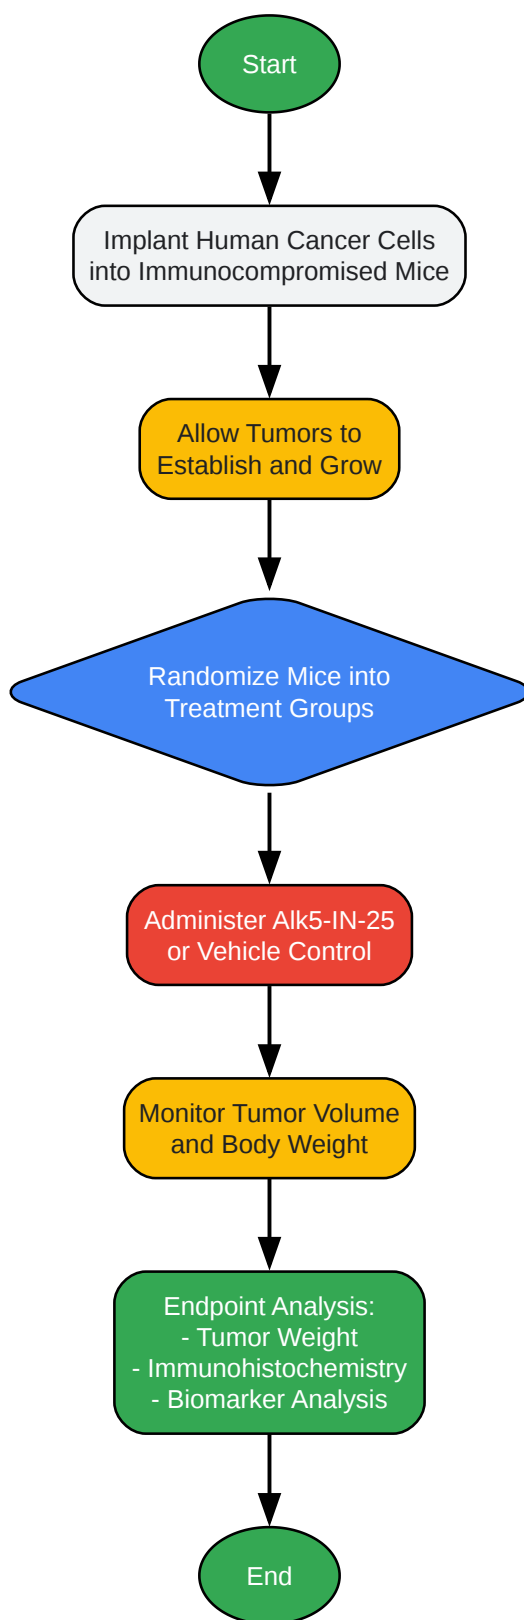 Start
Implant Human Cancer Cells
into Immunocompromised Mice
Allow Tumors to
Establish and Grow
Randomize Mice into
Treatment Groups
Administer Alk5-IN-25
or Vehicle Control
Monitor Tumor Volume
and Body Weight
Endpoint Analysis:
- Tumor Weight
- Immunohistochemistry
- Biomarker Analysis
End